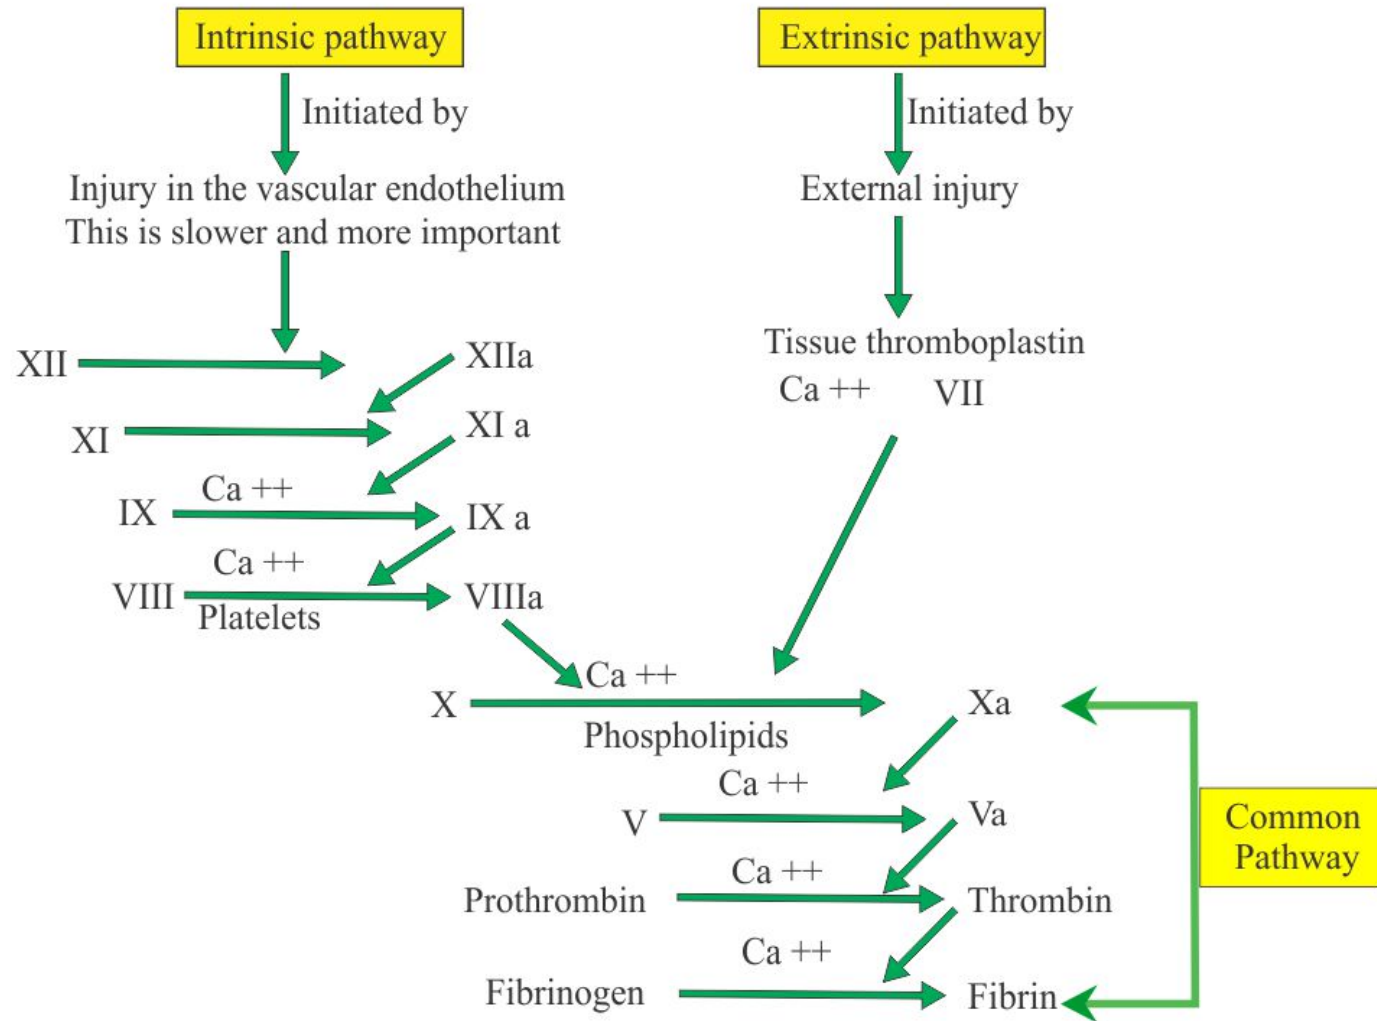 Intrinsic pathway
Extrinsic pathway
Initiated by
Initiated by
Injury in the vascular endothelium
This is slower and more important
External injury
Tissue thromboplastin
Ca ++ VII
XII
XIIa
XI
XI a
Ca ++
IX
IX a
Ca ++
VIII
VIIIa
Platelets
Ca ++
X
Xa
Phospholipids
Ca ++
V
Va
Common
Pathway
Ca ++
Prothrombin
Thrombin
Ca ++
Fibrinogen
Fibrin